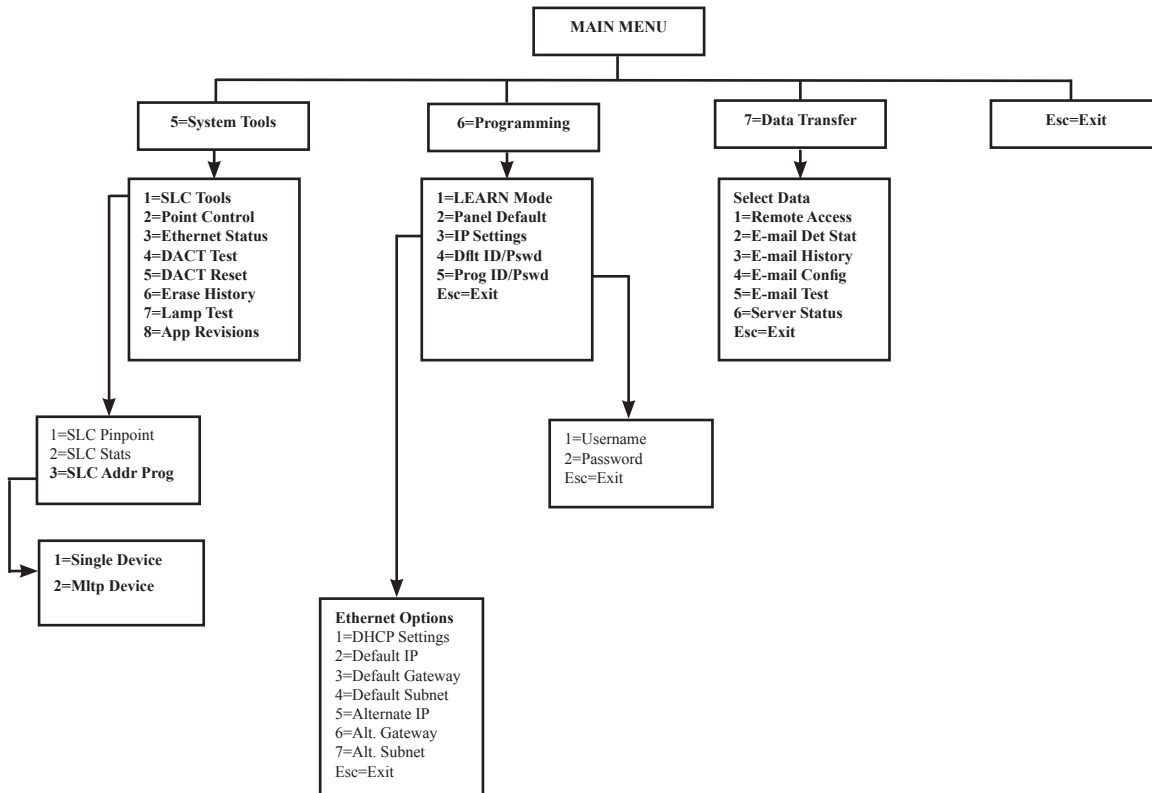 MAIN MENU
5=System Tools
6=Programming
7=Data Transfer
Esc=Exit
1=SLC Tools
2=Point Control
3=Ethernet Status
4=DACT Test
5=DACT Reset
6=Erase History
7=Lamp Test
8=App Revisions
1=LEARN Mode
2=Panel Default
3=IP Settings
4=Dflt ID/Pswd
5=Prog ID/Pswd
Esc=Exit
Select Data
1=Remote Access
2=E-mail Det Stat
3=E-mail History
4=E-mail Config
5=E-mail Test
6=Server Status
Esc=Exit
1=SLC Pinpoint
2=SLC Stats
3=SLC Addr Prog
1=Username
2=Password
Esc=Exit
1=Single Device
2=Mltp Device
Ethernet Options
1=DHCP Settings
2=Default IP
3=Default Gateway
4=Default Subnet
5=Alternate IP
6=Alt. Gateway
7=Alt. Subnet
Esc=Exit